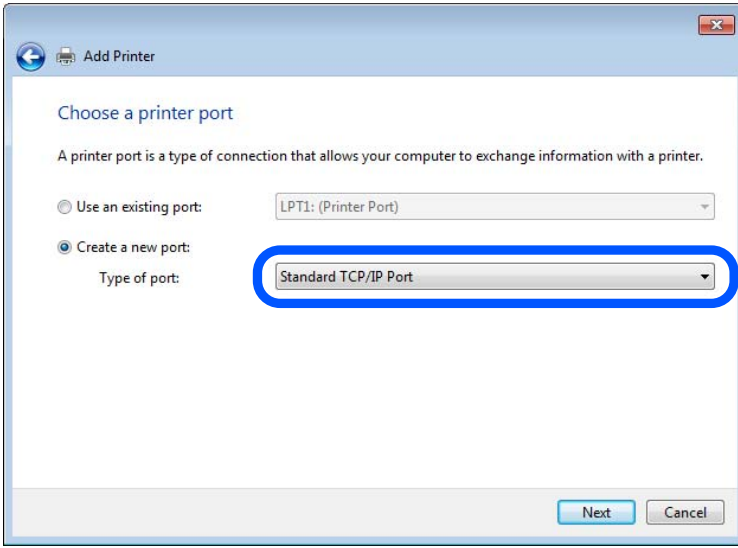 Add Printer
Choose a printer port
A printer port is a type of connection that allows your computer to exchange information with a printer.
Use an existing port: LPT1: (Printer Port)
Create a new port:
Type of port: Standard TCP/IP Port
Next Cancel